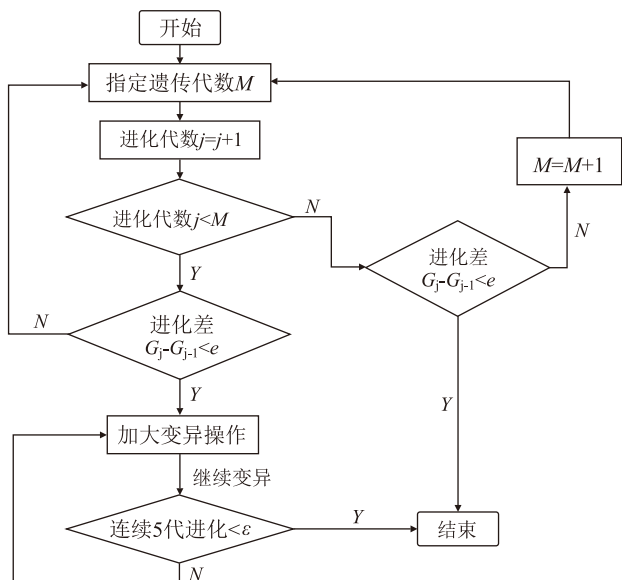 开始
指定遗传代数M
进化代数j=j+1
M=M+1
进化代数j<M
N
N
Y
进化差
Gj-Gj-1<e
进化差
Gj-Gj-1<e
N
Y
Y
加大变异操作
继续变异
连续5代进化<ε
Y
结束
N